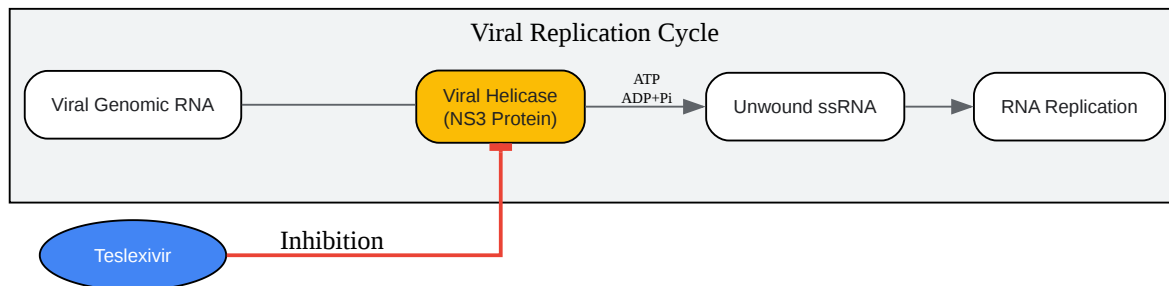 Viral Replication Cycle
Viral Genomic RNA
Viral Helicase
(NS3 Protein)
ATP
ADP+Pi
Unwound ssRNA
RNA Replication
Teslexivir
Inhibition